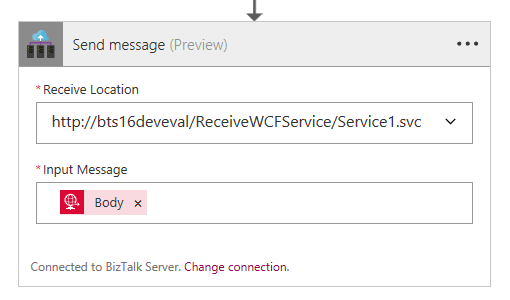 Send message (Preview)
* Receive Location
http://bts16deveval/ReceiveWCFService/Service1.svc
* Input Message
Body ×
Connected to BizTalk Server. Change connection.